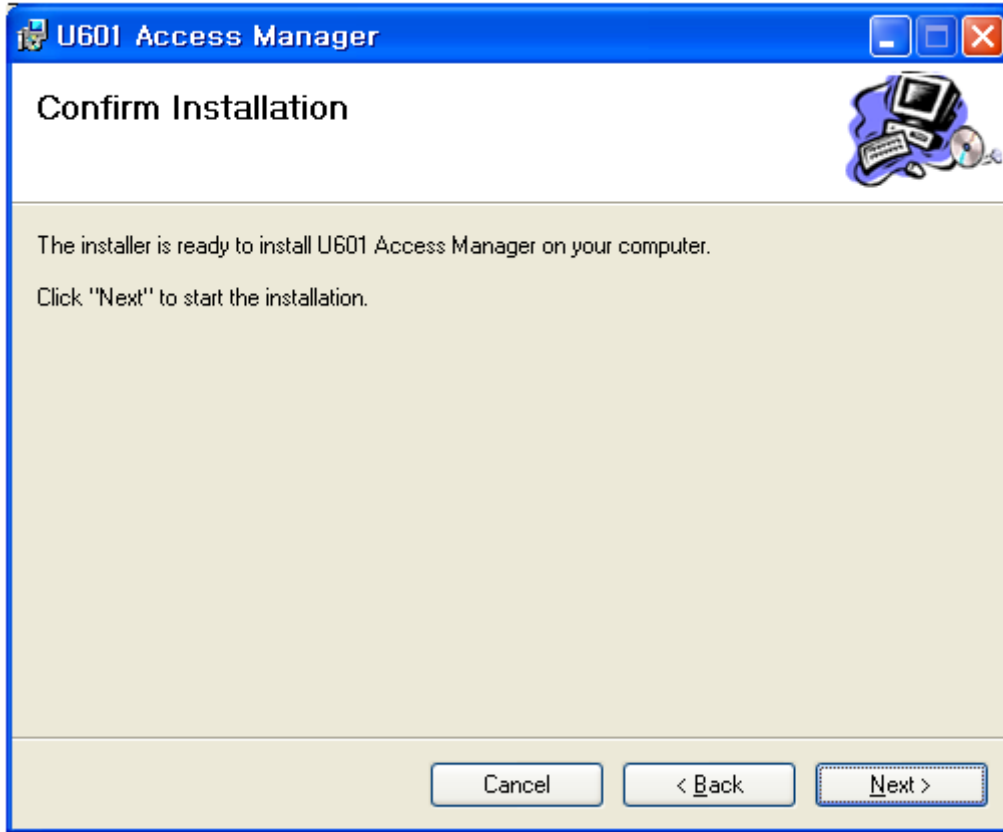 U601 Access Manager
Confirm Installation
The installer is ready to install U601 Access Manager on your computer.
Click "Next" to start the installation.
Cancel
< Back
Next >